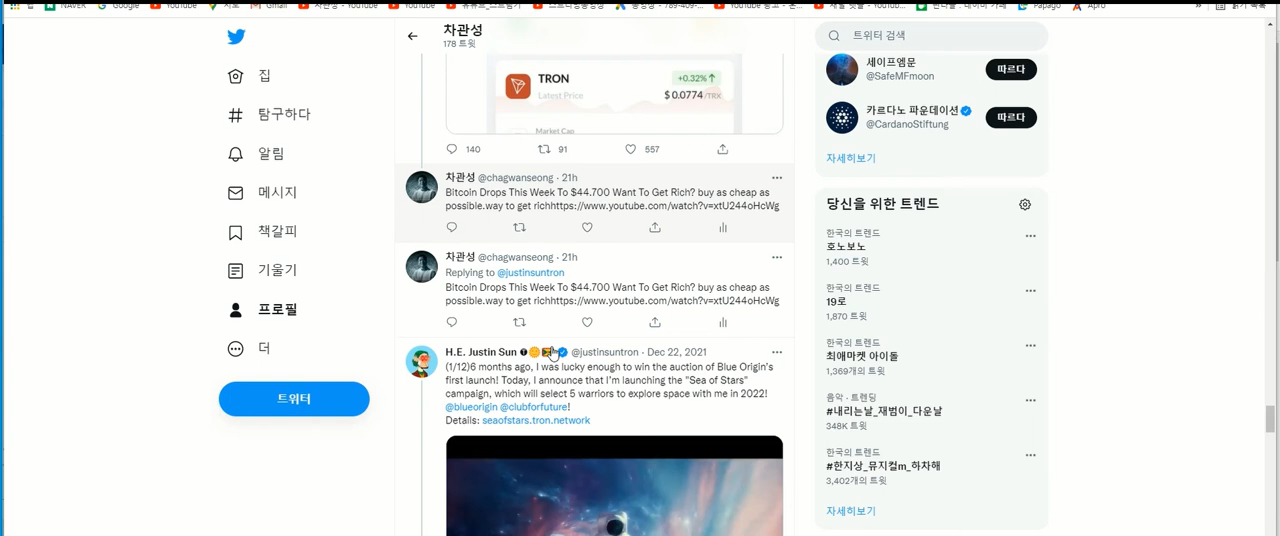 NAVER
Google
YouTube
지도
Gmail
차관성 - YouTube
YouTube
YouTube
Papago
Apro
읽기 목록
집
탐구하다
알림
메시지
책갈피
기울기
프로필
더
트위터
차관성
178 트윗
TRON
Latest Price
+0.32%↑
$0.0774 /TRX
Market Cap
140 91 557
차관성 @chagwanseong · 21h
BItcoin Drops This Week To $44.700 Want To Get Rich? buy as cheap as
possible.way to get richhttps://www.youtube.com/watch?v=xtU244oHcWg
차관성 @chagwanseong · 21h
Replying to @justinsuntron
BItcoin Drops This Week To $44.700 Want To Get Rich? buy as cheap as
possible.way to get richhttps://www.youtube.com/watch?v=xtU244oHcWg
H.E. Justin Sun @justinsuntron · Dec 22, 2021
(1/12)6 months ago, I was lucky enough to win the auction of Blue Origin's
first launch! Today, I announce that I'm launching the "Sea of Stars"
campaign, which will select 5 warriors to explore space with me in 2022!
@blueorigin @clubforfuture!
Details: seaofstars.tron.network
트위터 검색
세이프엠문
@SafeMFmoon
따르다
카르다노 파운데이션
@CardanoStiftung
따르다
자세히보기
당신을 위한 트렌드
한국의 트렌드
호노보노
1,400 트윗
한국의 트렌드
19로
1,870 트윗
한국의 트렌드
최애마켓 아이돌
1,369개의 트윗
음악 · 트렌딩
#내리는날_재범이_다운날
348K 트윗
한국의 트렌드
#한지상_뮤지컬m_하차해
3,402개의 트윗
자세히보기